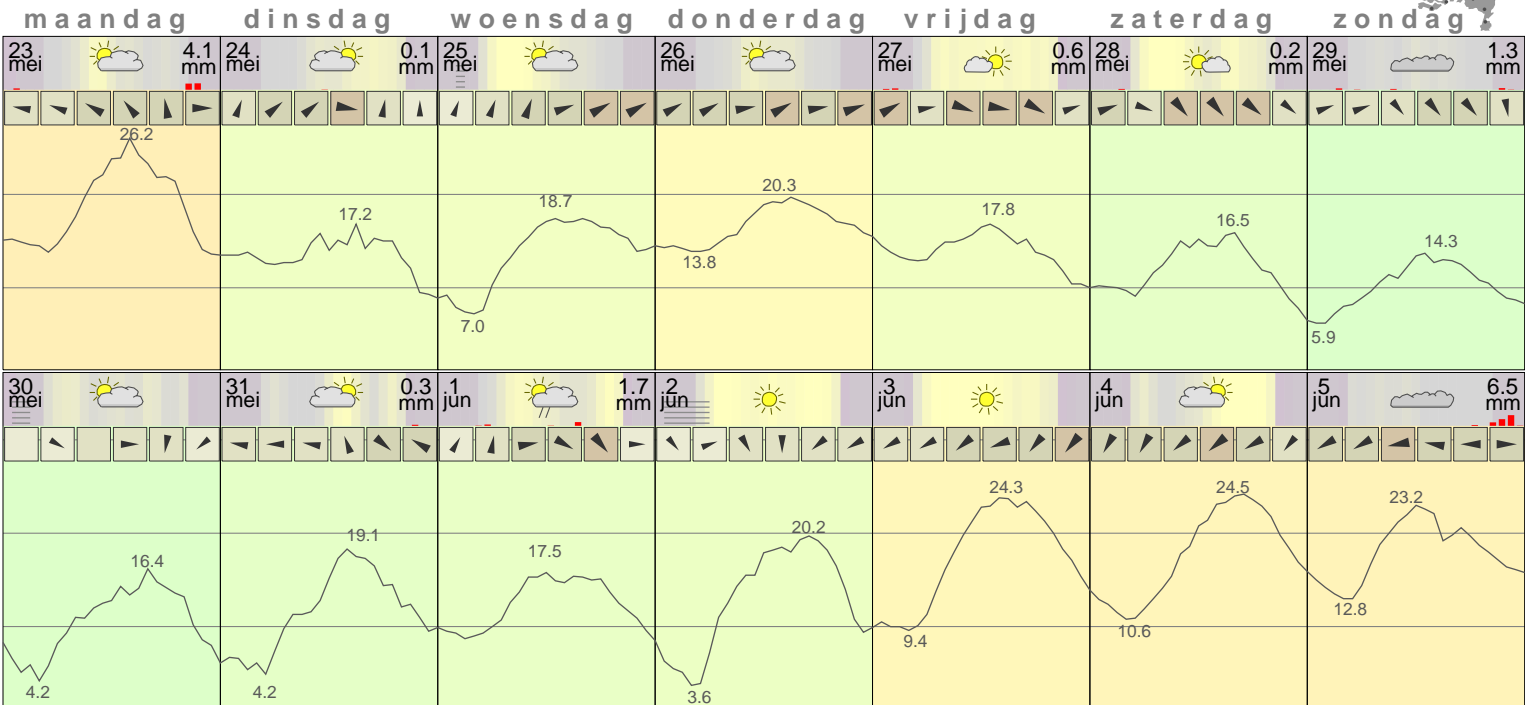 maandag dinsdag woensdag donderdag vrijdag zaterdag zondag
23 4.1 24 0.1 25 26 27 0.6 28 0.2 29 1.3
mei mm mei mm mei mei mei mm mei mm mei mm
26.2
17.2
7.0 18.7
13.8 20.3
17.8
16.5
5.9 14.3
30 31 0.3 1 1.7 2 3 4 5 6.5
mei mei mm jun mm jun jun jun jun mm
4.2 16.4
4.2 19.1
17.5
3.6 20.2
9.4 24.3
10.6 24.5
12.8 23.2